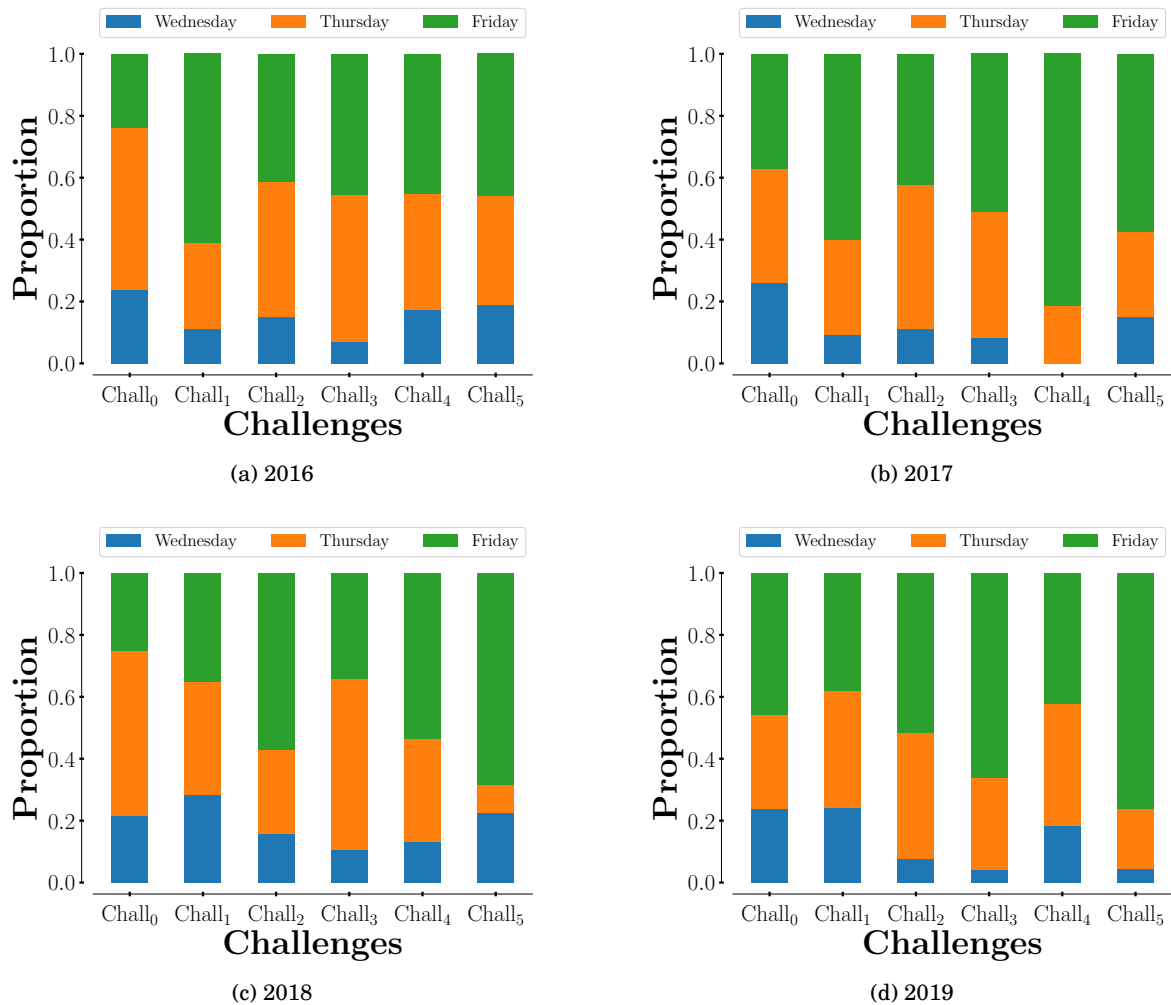 Wednesday Thursday Friday
1.0
0.8
0.6
0.4
0.2
0.0
Proportion
Chall₀ Chall₁ Chall₂ Chall₃ Chall₄ Chall₅
Challenges
(a) 2016
Wednesday Thursday Friday
1.0
0.8
0.6
0.4
0.2
0.0
Proportion
Chall₀ Chall₁ Chall₂ Chall₃ Chall₄ Chall₅
Challenges
(b) 2017
Wednesday Thursday Friday
1.0
0.8
0.6
0.4
0.2
0.0
Proportion
Chall₀ Chall₁ Chall₂ Chall₃ Chall₄ Chall₅
Challenges
(c) 2018
Wednesday Thursday Friday
1.0
0.8
0.6
0.4
0.2
0.0
Proportion
Chall₀ Chall₁ Chall₂ Chall₃ Chall₄ Chall₅
Challenges
(d) 2019